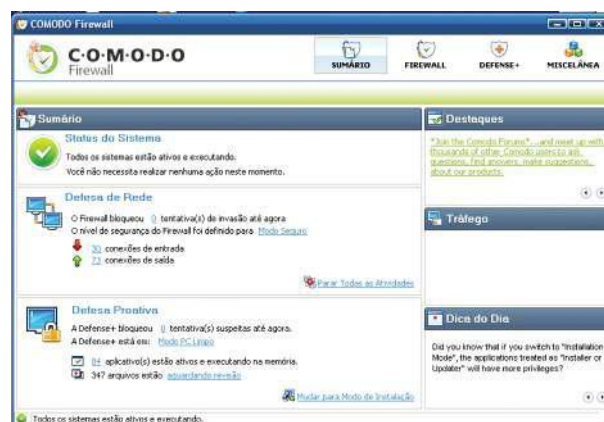 COMODO Firewall
C·O·M·O·D·O
Firewall
SUMÁRIO
FIREWALL
DEFENSE+
MISCELÂNEA
Sumário
Status do Sistema
Todos os sistemas estão ativos e executando.
Você não necessita realizar nenhuma ação neste momento.
Defesa de Rede
O Firewall bloqueou 0 tentativa(s) de invasão até agora
O nível de segurança do Firewall foi definido para Modo Seguro
30 conexões de entrada
conexões de saída
Parar Todas as Atividades
Defesa Proativa
A Defense+ bloqueou 0 tentativa(s) suspeitas até agora.
A Defense+ está em: Modo PC Limpo
aplicativo(s) estão ativos e executando na memória.
347 arquivos estão aguardando revisão
Mudar para Modo de Instalação
Destaques
"Join the Comodo Forums"...and meet up with
thousands of other Comodo users to ask
questions, find answers, make suggestions,
about our products.
Tráfego
Dica do Dia
Did you know that if you switch to "Installation
Mode", the applications treated as "Installer or
Updater" will have more privileges?
Todos os sistemas estão ativos e executando.